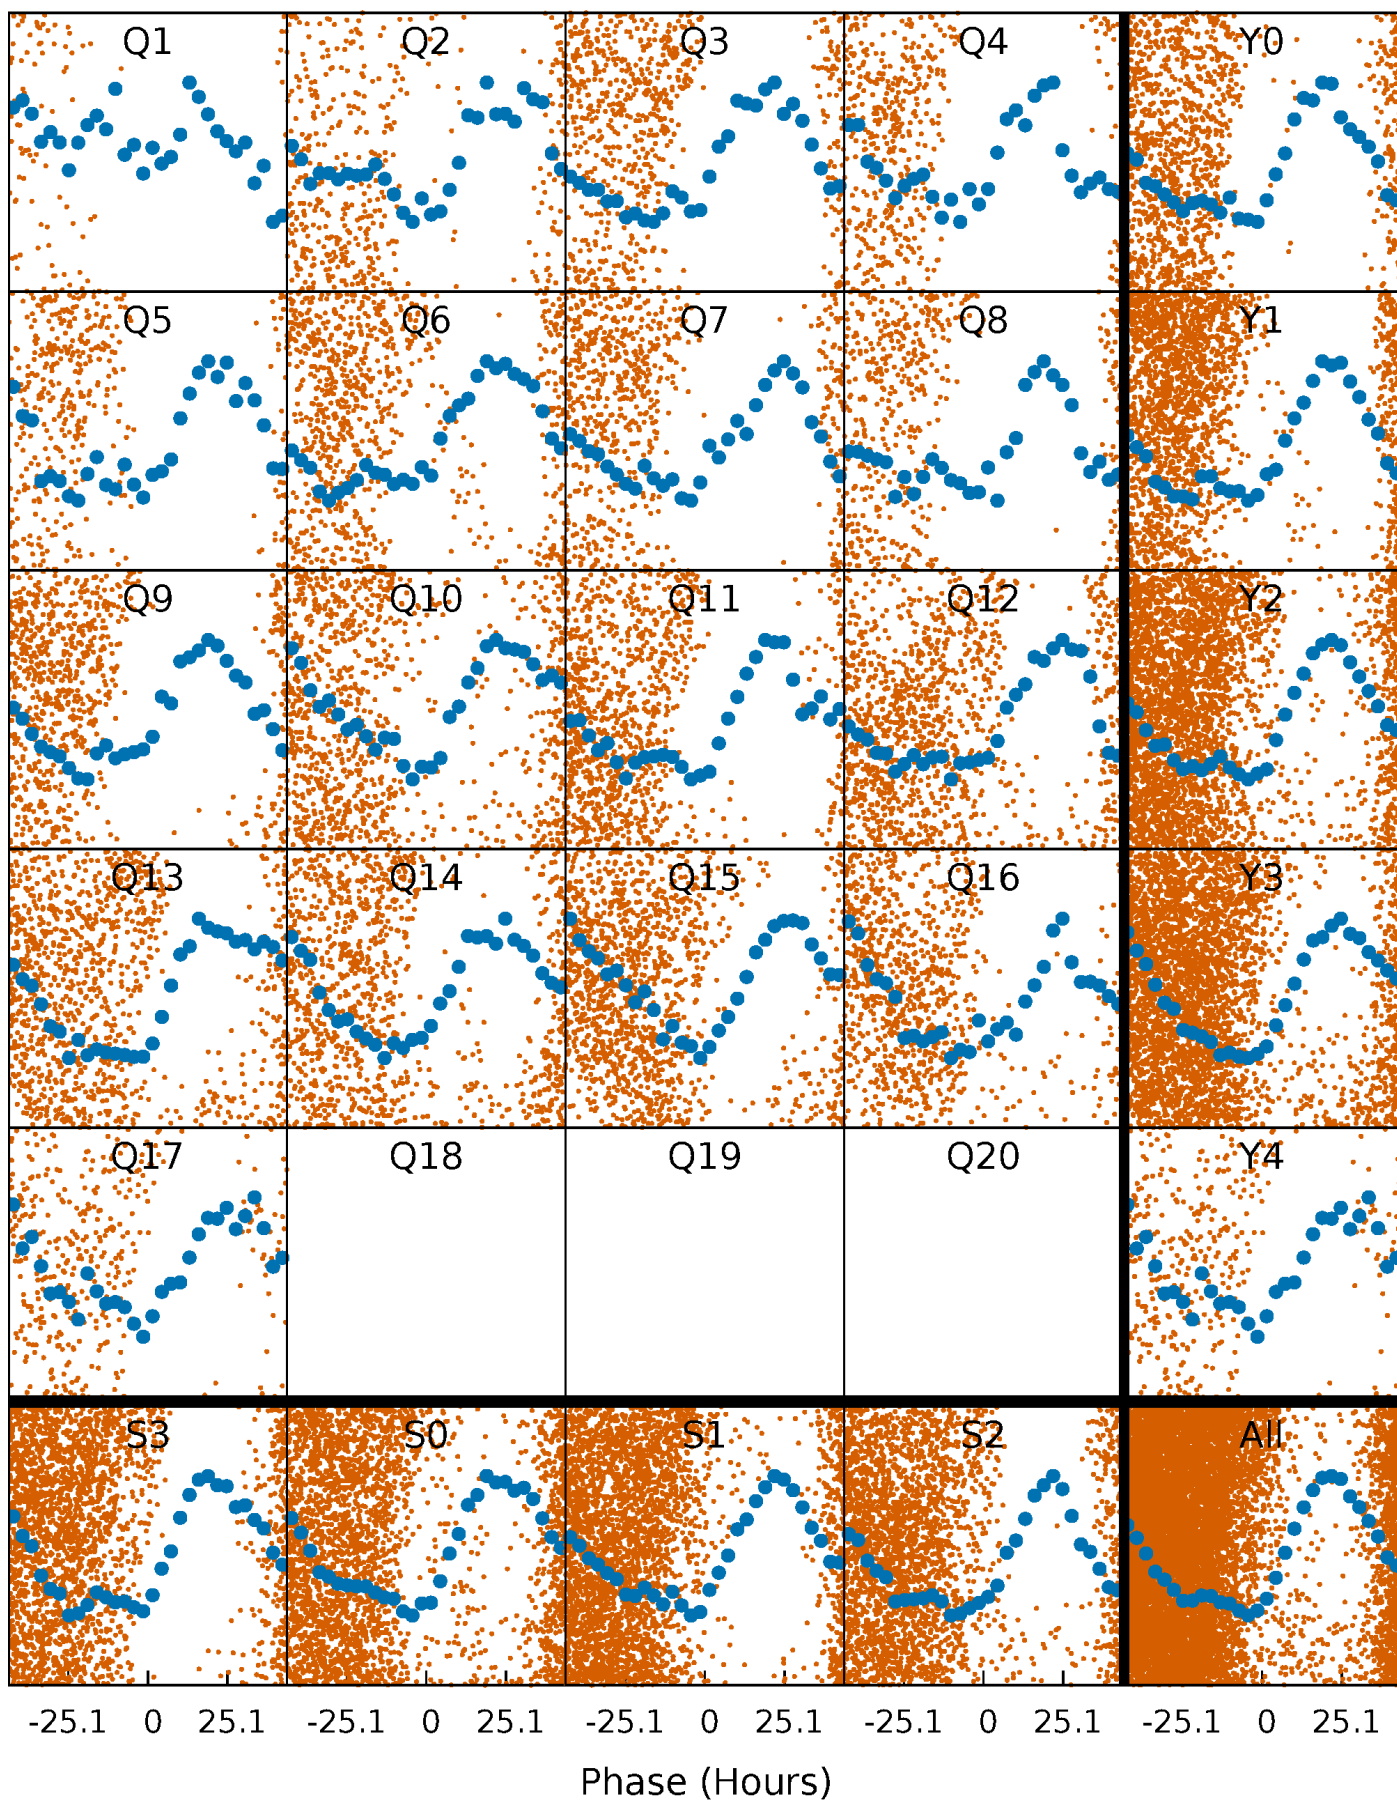 Q1 Q2 Q3 Q4 Y0
Q5 Q6 Q7 Q8 Y1
Q9 Q10 Q11 Q12 Y2
Q13 Q14 Q15 Q16 Y3
Q17 Q18 Q19 Q20 Y4
S3 S0 S1 S2 All
-25.1 0 25.1 -25.1 0 25.1 -25.1 0 25.1 -25.1 0 25.1 -25.1 0 25.1
Phase (Hours)